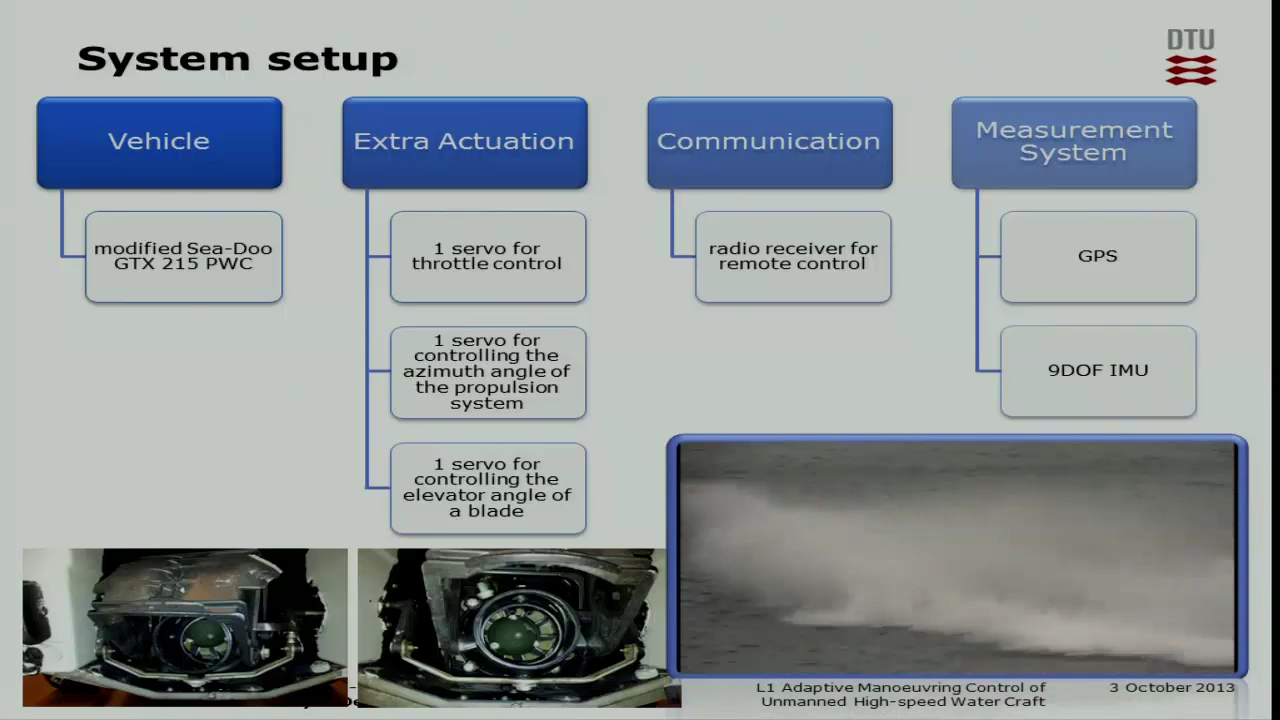 System setup
DTU
Vehicle
modified Sea-Doo
GTX 215 PWC
Extra Actuation
1 servo for
throttle control
1 servo for
controlling the
azimuth angle of
the propulsion
system
1 servo for
controlling the
elevator angle of
a blade
Communication
radio receiver for
remote control
Measurement
System
GPS
9DOF IMU
L1 Adaptive Manoeuvring Control of
Unmanned High-speed Water Craft
3 October 2013